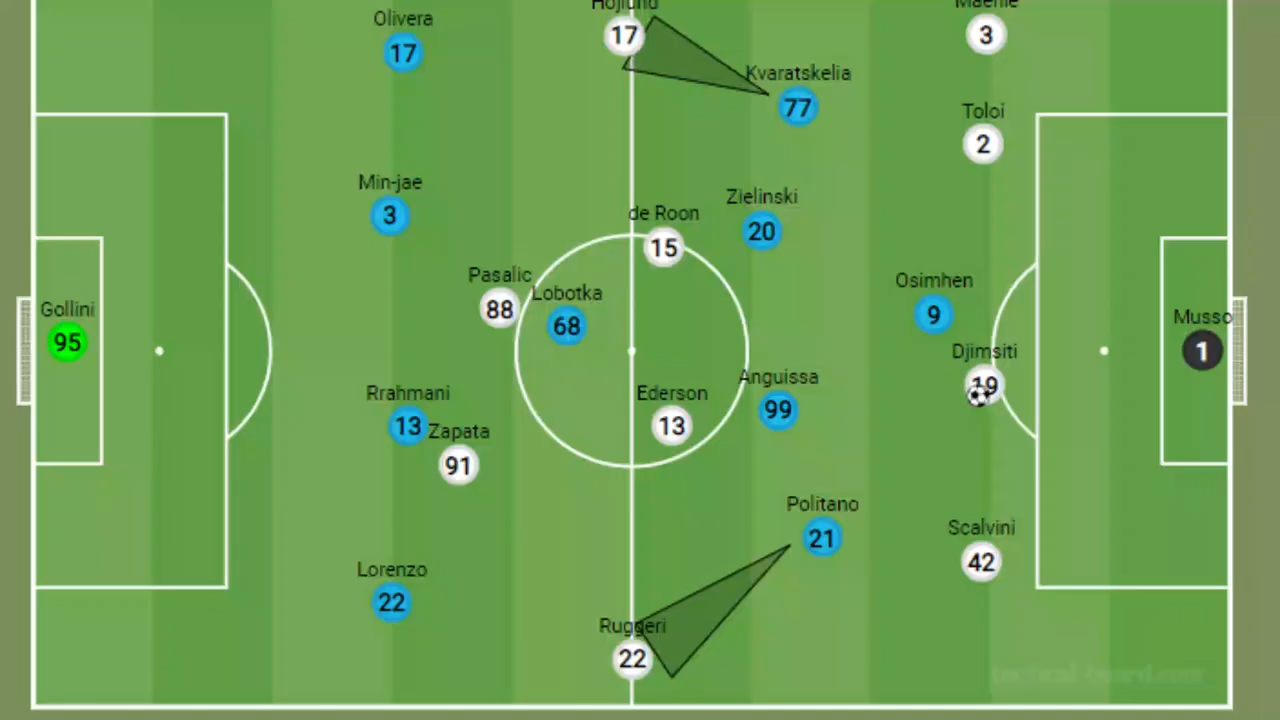 Hojlund
17
Maehle
3
Olivera
17
Kvaratskelia
77
Toloi
2
Min-jae
3
Zielinski
20
de Roon
15
Pasalic
88
Lobotka
68
Osimhen
9
Gollini
95
Musso
1
Djimsiti
19
Anguissa
99
Rrahmani
13
Ederson
13
Zapata
91
Politano
21
Scalvini
42
Lorenzo
22
Ruggeri
22